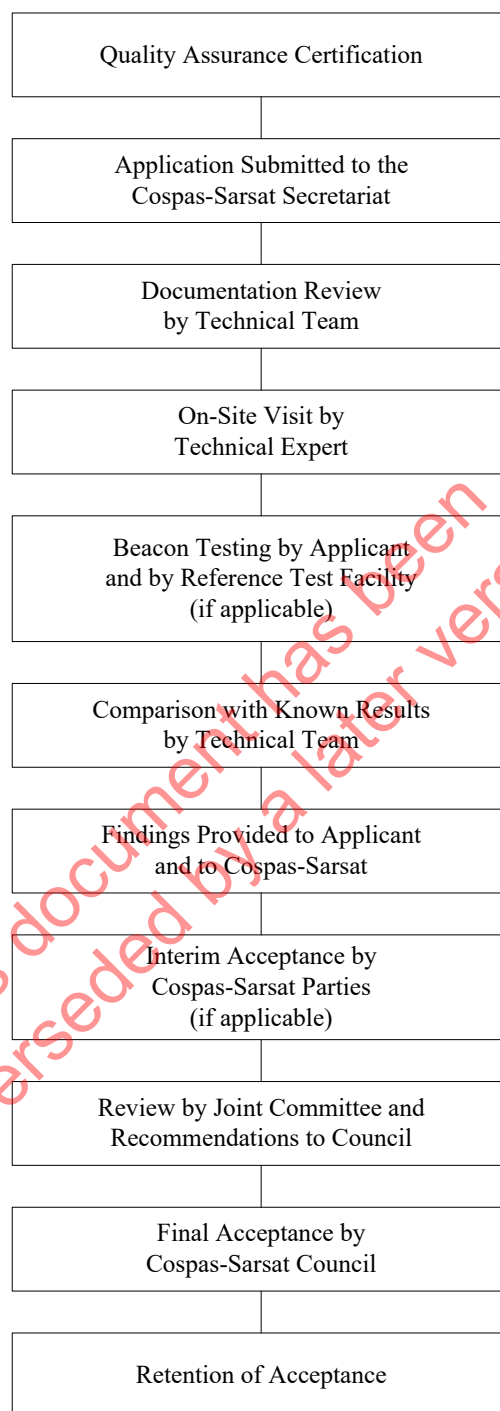 Quality Assurance Certification
Application Submitted to the
Cospas-Sarsat Secretariat
Documentation Review
by Technical Team
On-Site Visit by
Technical Expert
Beacon Testing by Applicant
and by Reference Test Facility
(if applicable)
Comparison with Known Results
by Technical Team
Findings Provided to Applicant
and to Cospas-Sarsat
Interim Acceptance by
Cospas-Sarsat Parties
(if applicable)
Review by Joint Committee and
Recommendations to Council
Final Acceptance by
Cospas-Sarsat Council
Retention of Acceptance
document has been
by a later